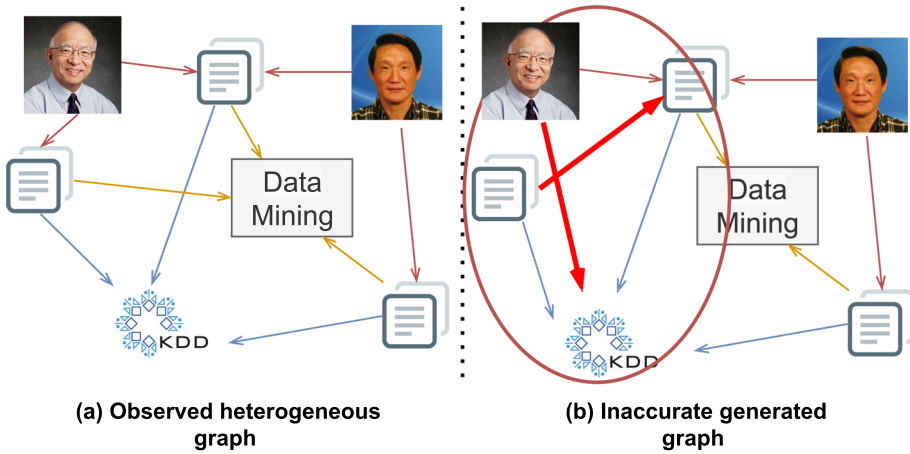 Data
Mining
KDD
(a) Observed heterogeneous
graph
Data
Mining
KDD
(b) Inaccurate generated
graph